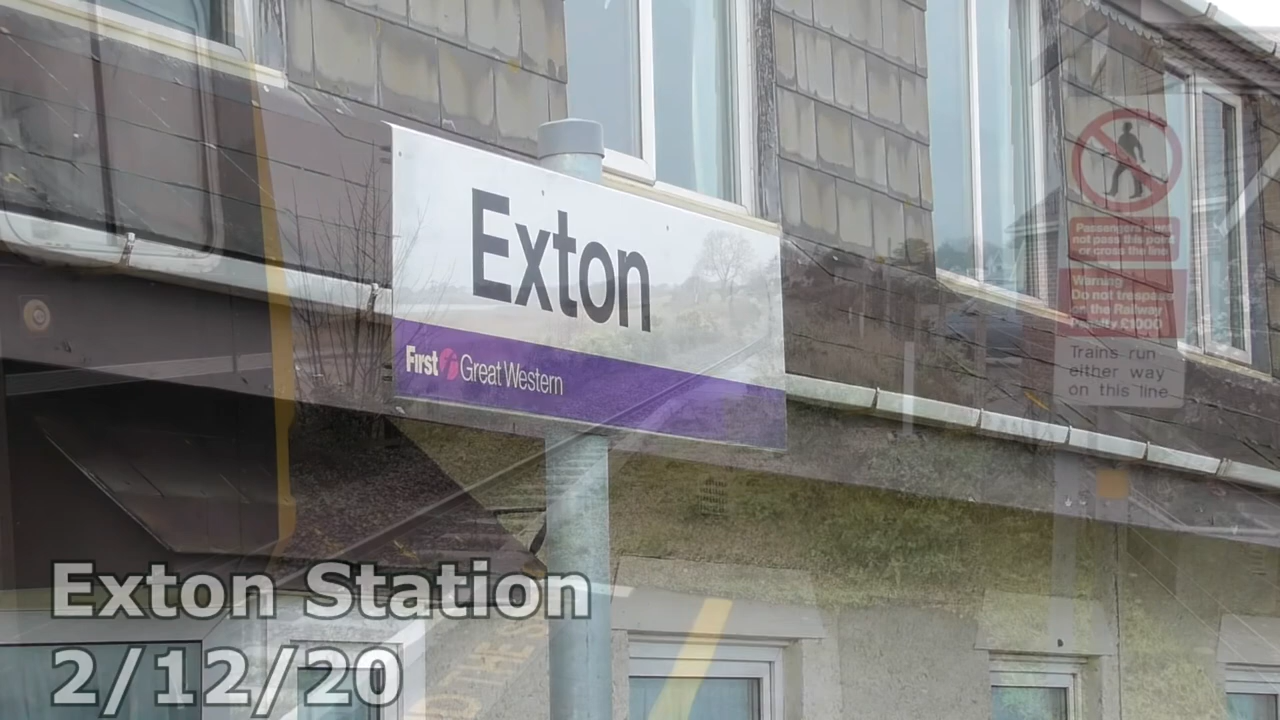 Exton
First Great Western
Passengers must
not pass this point
or cross the line
Warning
Do not trespass
on the Railway
Penalty £1000
Trains run
either way
on this line
Exton Station
2/12/20